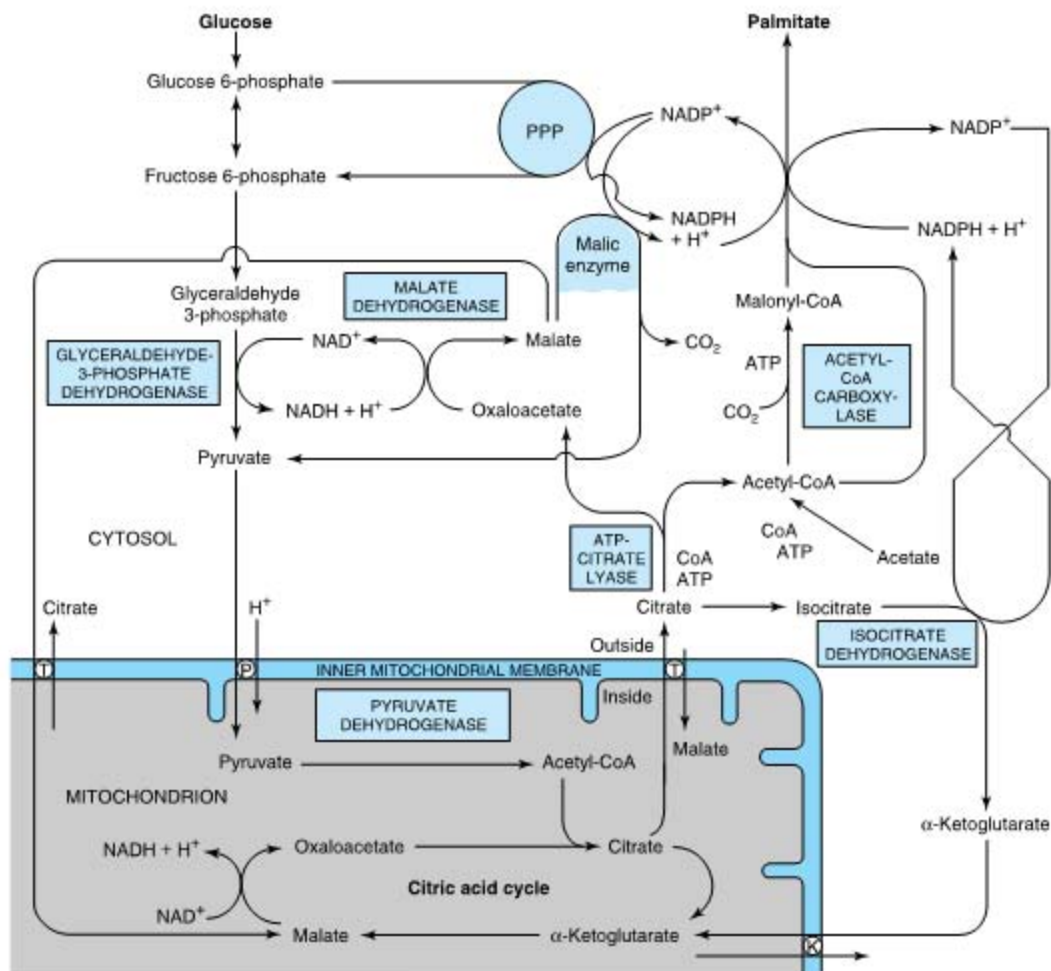 Glucose
Palmitate
Glucose 6-phosphate
PPP
NADP+
NADP+
Fructose 6-phosphate
NADPH
+ H+
NADPH + H+
Malic
enzyme
MALATE
DEHYDROGENASE
Glyceraldehyde
3-phosphate
Malonyl-CoA
NAD+
Malate
CO2
ATP
ACETYL-
CoA
CARBOXY-
LASE
GLYCERALDEHYDE-
3-PHOSPHATE
DEHYDROGENASE
NADH + H+
Oxaloacetate
CO2
Pyruvate
Acetyl-CoA
CYTOSOL
ATP-
CITRATE
LYASE
CoA
ATP
CoA
ATP
Acetate
Citrate
H+
Citrate
Isocitrate
Outside
ISOCITRATE
DEHYDROGENASE
T
P
INNER MITOCHONDRIAL MEMBRANE
T
Inside
PYRUVATE
DEHYDROGENASE
Malate
Pyruvate
Acetyl-CoA
MITOCHONDRION
α-Ketoglutarate
NADH + H+
Oxaloacetate
Citrate
Citric acid cycle
NAD+
Malate
α-Ketoglutarate
K